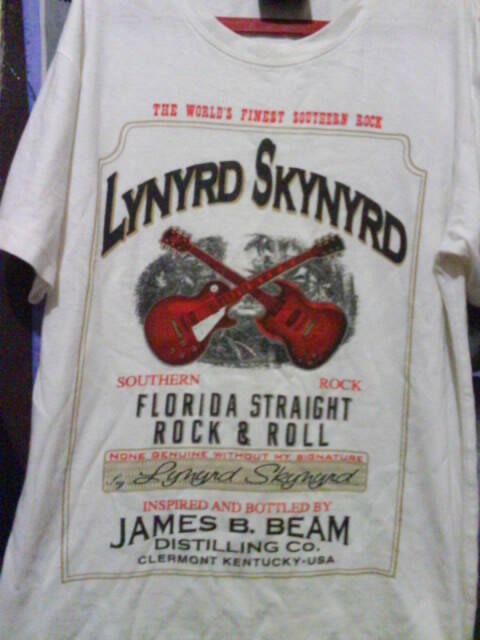 THE WORLD'S FINEST SOUTHERN ROCK
LYNYRD SKYNYRD
SOUTHERN ROCK
FLORIDA STRAIGHT
ROCK & ROLL
NONE GENUINE WITHOUT MY SIGNATURE
Lynyrd Skynyrd
INSPIRED AND BOTTLED BY
JAMES B. BEAM
DISTILLING CO.
CLERMONT KENTUCKY-USA